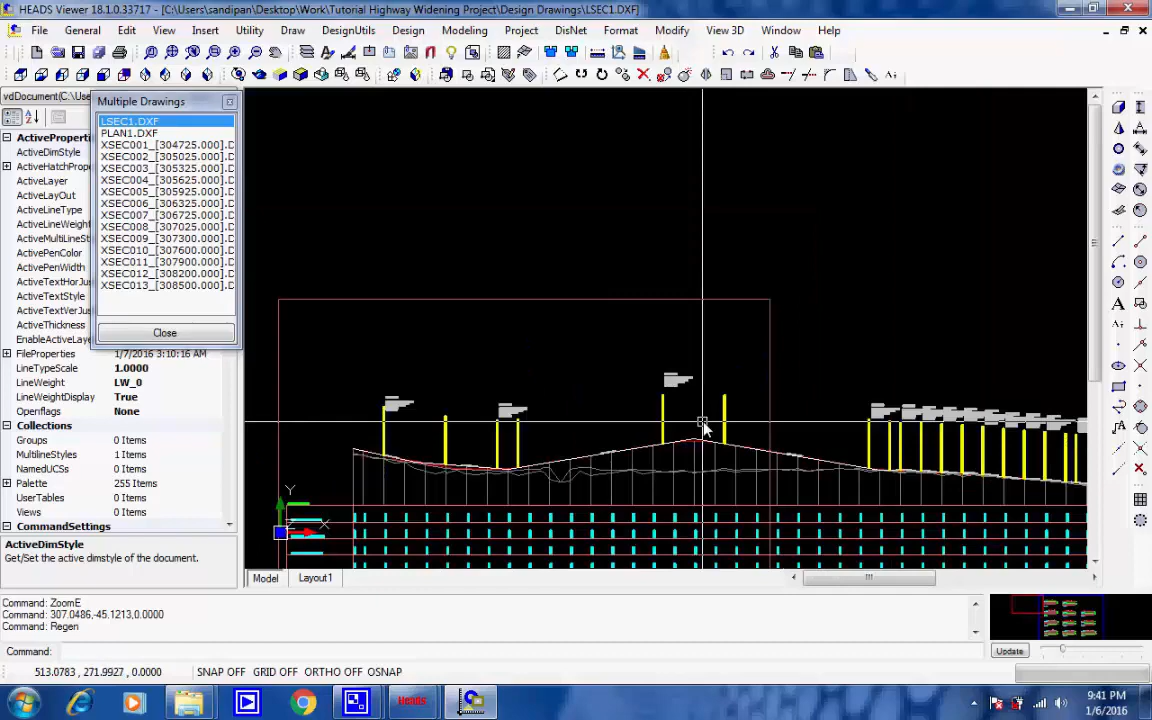 HEADS Viewer 18.1.0.33717 - [C:\Users\sandipan\Desktop\Work\Tutorial Highway Widening Project\Design Drawings\LSEC1.DXF]
File General Edit View Insert Utility Draw DesignUtils Design Modeling Project DisNet Format Modify View 3D Window Help
vdDocument(C:\Us
Multiple Drawings
LSEC1.DXF
PLAN1.DXF
XSEC001_[304725.000].D
XSEC002_[305025.000].D
XSEC003_[305325.000].D
XSEC004_[305625.000].D
XSEC005_[305925.000].D
XSEC006_[306325.000].D
XSEC007_[306725.000].D
XSEC008_[307025.000].D
XSEC009_[307300.000].D
XSEC010_[307600.000].D
XSEC011_[307900.000].D
XSEC012_[308200.000].D
XSEC013_[308500.000].D
Close
ActiveProperti
ActiveDimStyle
ActiveHatchPrope
ActiveLayer
ActiveLayOut
ActiveLineType
ActiveLineWeight
ActiveMultiLineSt
ActivePenColor
ActivePenWidth
ActiveTextHorJus
ActiveTextStyle
ActiveTextVerJus
ActiveThickness
EnableActiveLaye
FileProperties 1/7/2016 3:10:16 AM
LineTypeScale 1.0000
LineWeight LW_0
LineWeightDisplay True
Openflags None
Collections
Groups 0 Items
MultilineStyles 1 Items
NamedUCSs 0 Items
Palette 255 Items
UserTables 0 Items
Views 0 Items
CommandSettings
ActiveDimStyle
Get/Set the active dimstyle of the document.
Y
X
Model Layout1
Command: ZoomE
Command: 307.0486,-45.1213,0.0000
Command: Regen
Command:
Update
513.0783 , 271.9927 , 0.0000 SNAP OFF GRID OFF ORTHO OFF OSNAP
Heads
9:41 PM
1/6/2016